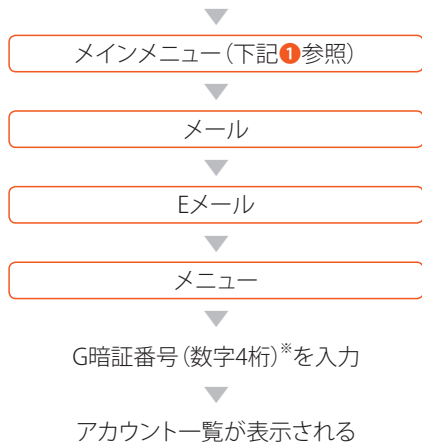 メインメニュー(下記❶参照)
メール
Eメール
メニュー
G暗証番号(数字4桁)※を入力
アカウント一覧が表示される